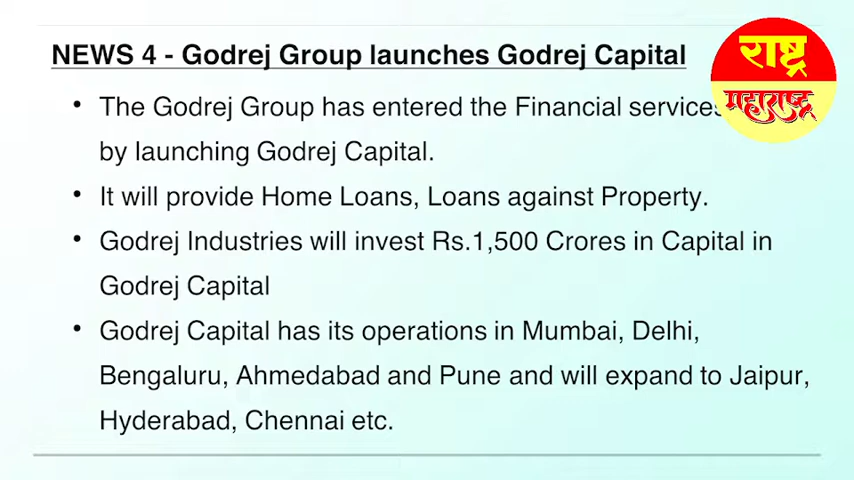 NEWS 4 - Godrej Group launches Godrej Capital
राष्ट्र
महाराष्ट्र
• The Godrej Group has entered the Financial services
by launching Godrej Capital.
• It will provide Home Loans, Loans against Property.
• Godrej Industries will invest Rs.1,500 Crores in Capital in
Godrej Capital
• Godrej Capital has its operations in Mumbai, Delhi,
Bengaluru, Ahmedabad and Pune and will expand to Jaipur,
Hyderabad, Chennai etc.